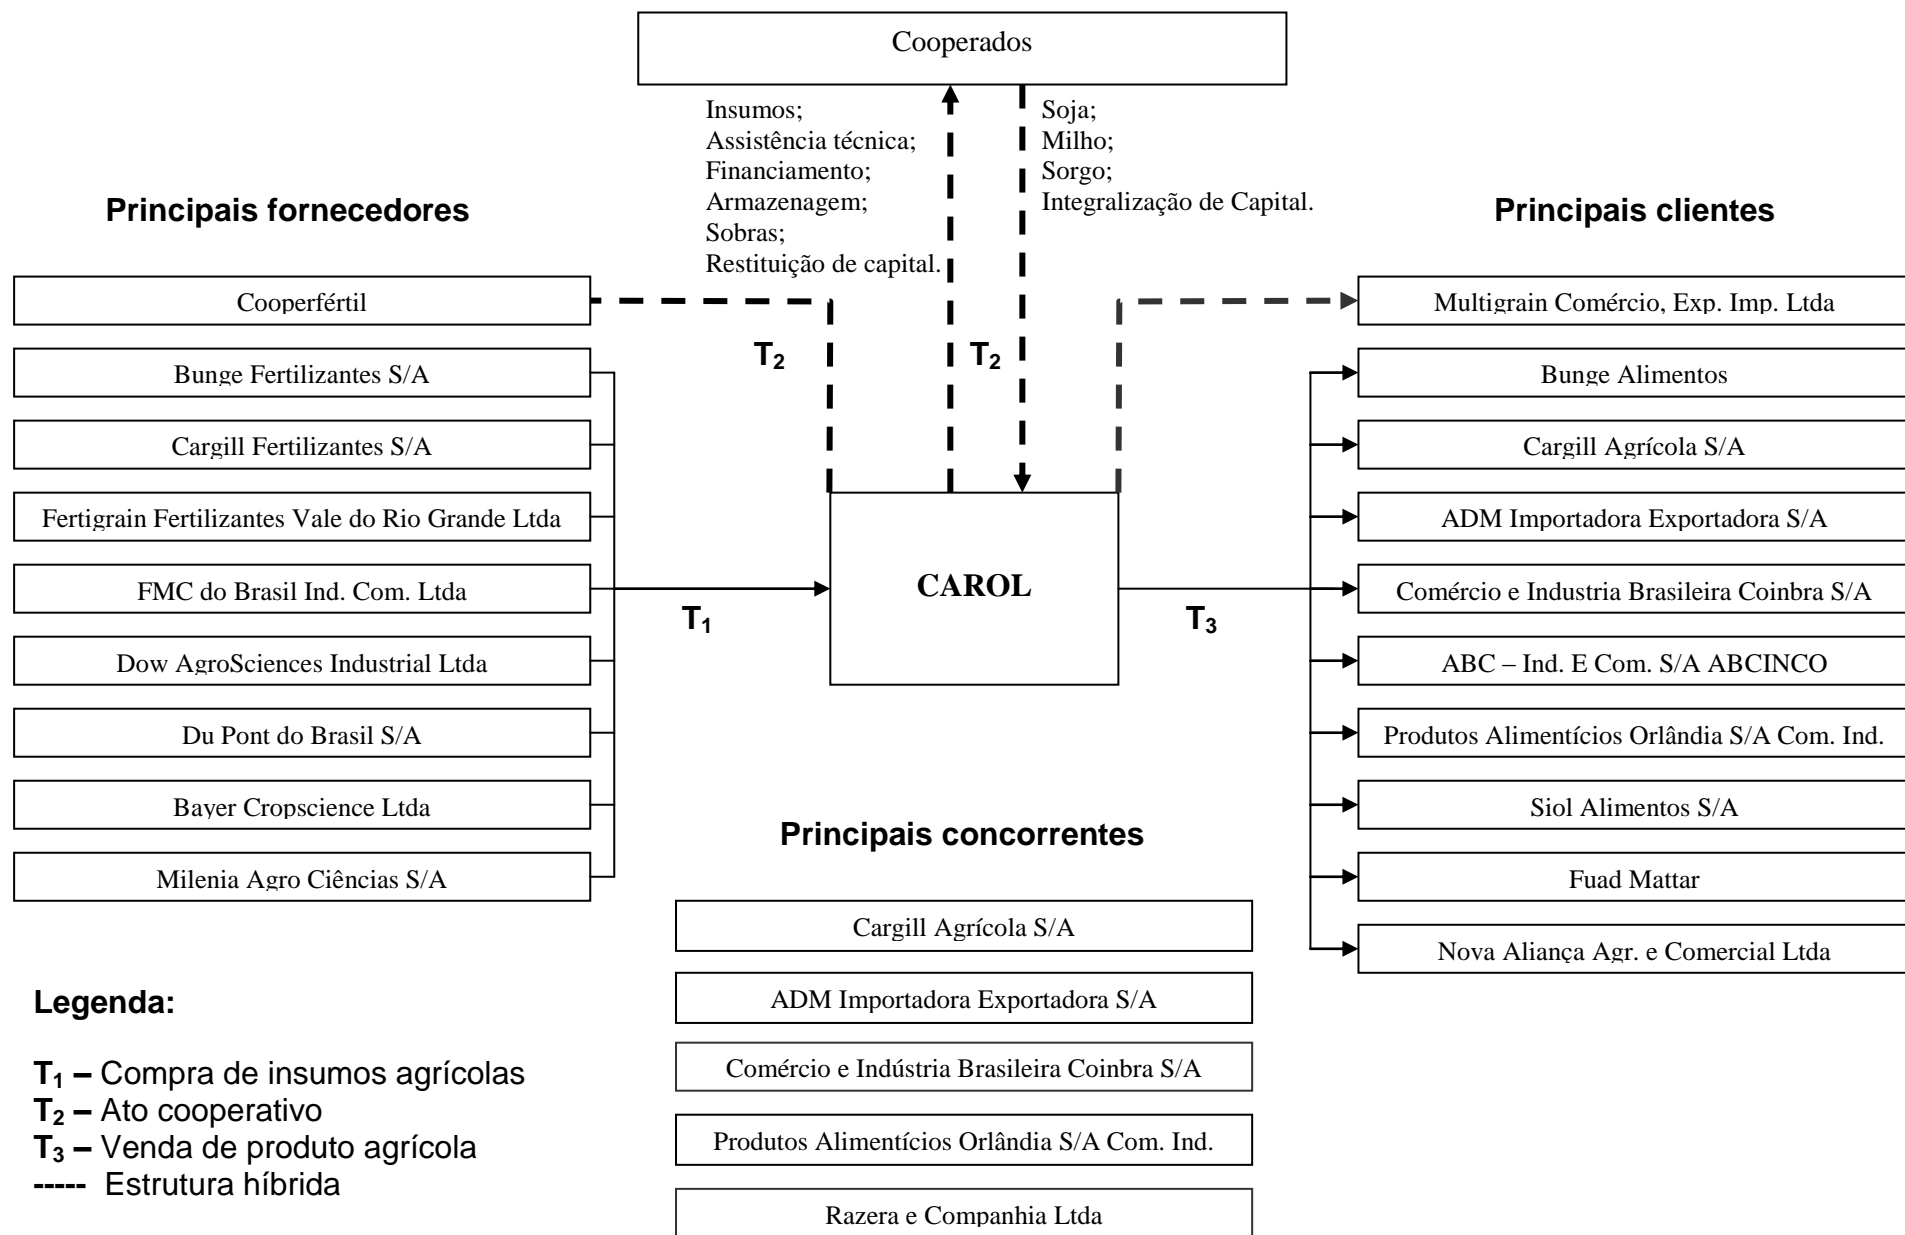 Cooperados
Insumos;
Assistência técnica;
Financiamento;
Armazenagem;
Sobras;
Restituição de capital.
Soja;
Milho;
Sorgo;
Integralização de Capital.
Principais fornecedores
Cooperfértil
Bunge Fertilizantes S/A
Cargill Fertilizantes S/A
Fertigrain Fertilizantes Vale do Rio Grande Ltda
FMC do Brasil Ind. Com. Ltda
Dow AgroSciences Industrial Ltda
Du Pont do Brasil S/A
Bayer Cropscience Ltda
Milenia Agro Ciências S/A
T2
T2
T1
CAROL
T3
Principais clientes
Multigrain Comércio, Exp. Imp. Ltda
Bunge Alimentos
Cargill Agrícola S/A
ADM Importadora Exportadora S/A
Comércio e Industria Brasileira Coinbra S/A
ABC – Ind. E Com. S/A ABCINCO
Produtos Alimentícios Orlândia S/A Com. Ind.
Siol Alimentos S/A
Fuad Mattar
Nova Aliança Agr. e Comercial Ltda
Principais concorrentes
Cargill Agrícola S/A
ADM Importadora Exportadora S/A
Comércio e Indústria Brasileira Coinbra S/A
Produtos Alimentícios Orlândia S/A Com. Ind.
Razera e Companhia Ltda
Legenda:
T1 – Compra de insumos agrícolas
T2 – Ato cooperativo
T3 – Venda de produto agrícola
----- Estrutura híbrida